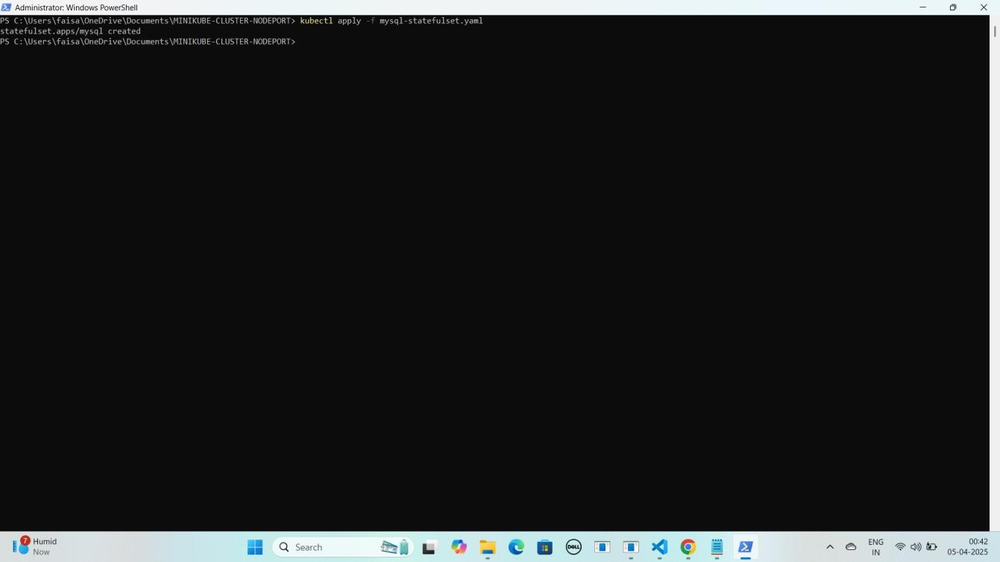 Administrator: Windows PowerShell
PS C:\Users\faisa\OneDrive\Documents\MINIKUBE-CLUSTER-NODEPORT> kubectl apply -f mysql-statefulset.yaml
statefulset.apps/mysql created
PS C:\Users\faisa\OneDrive\Documents\MINIKUBE-CLUSTER-NODEPORT>
7
Humid
Now
Search
DELL
ENG
IN
00:42
05-04-2025